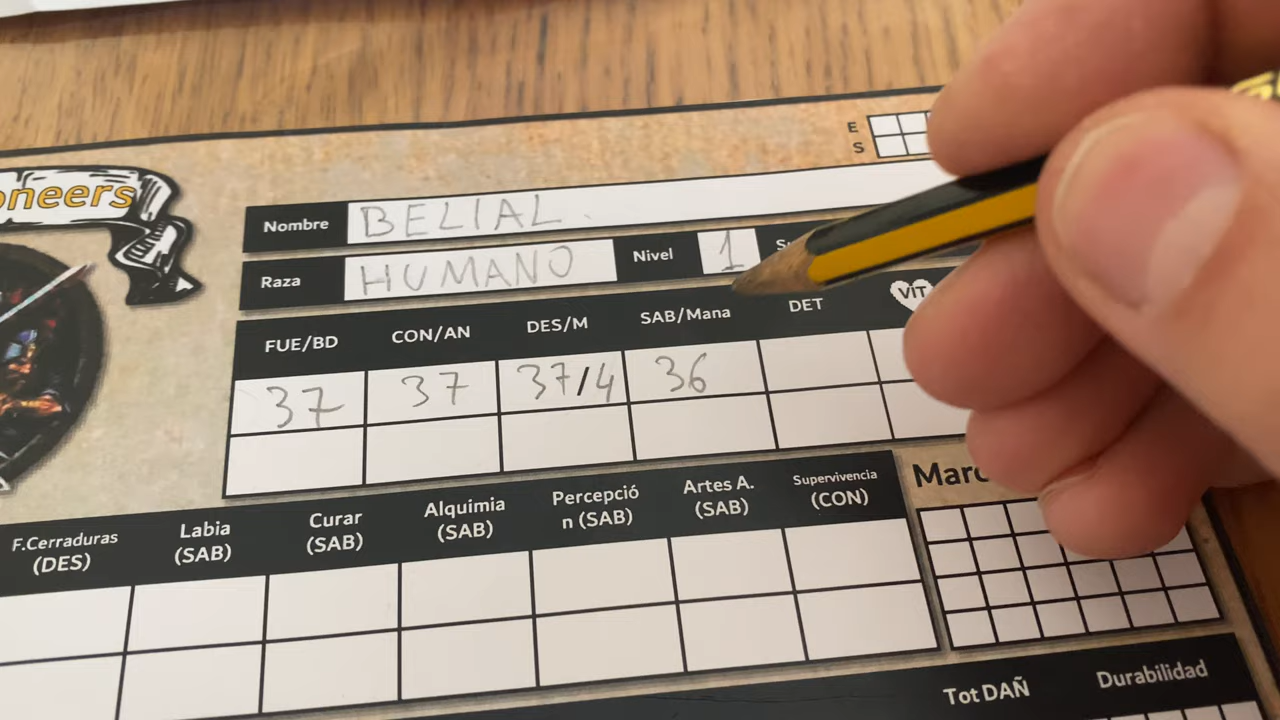 oneers
E
S
Nombre BELIAL.
Raza HUMANO Nivel 1
FUE/BD CON/AN DES/M SAB/Mana DET VIT
37 37 37/4 36
F.Cerraduras (DES) Labia (SAB) Curar (SAB) Alquimia (SAB) Percepció n (SAB) Artes A. (SAB) Supervivencia (CON)
Marc
Tot DAÑ Durabilidad